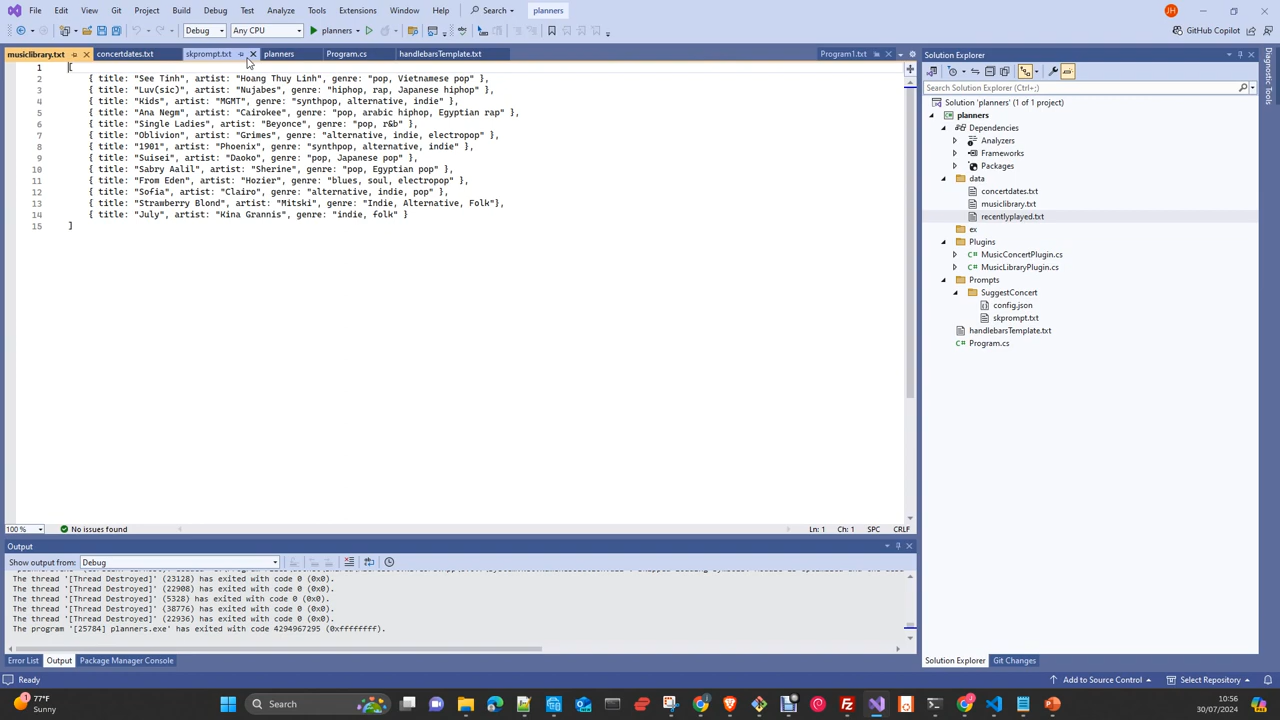 File Edit View Git Project Build Debug Test Analyze Tools Extensions Window Help Search planners JH
Debug Any CPU planners GitHub Copilot
musiclibrary.txt concertdates.txt skprompt.txt planners Program.cs handlebarsTemplate.txt Program1.txt
1 [
2 { title: "See Tinh", artist: "Hoang Thuy Linh", genre: "pop, Vietnamese pop" },
3 { title: "Luv(sic)", artist: "Nujabes", genre: "hiphop, rap, Japanese hiphop" },
4 { title: "Kids", artist: "MGMT", genre: "synthpop, alternative, indie" },
5 { title: "Ana Negm", artist: "Cairokee", genre: "pop, arabic hiphop, Egyptian rap" },
6 { title: "Single Ladies", artist: "Beyonce", genre: "pop, r&b" },
7 { title: "Oblivion", artist: "Grimes", genre: "alternative, indie, electropop" },
8 { title: "1901", artist: "Phoenix", genre: "synthpop, alternative, indie" },
9 { title: "Suisei", artist: "Daoko", genre: "pop, Japanese pop" },
10 { title: "Sabry Aalil", artist: "Sherine", genre: "pop, Egyptian pop" },
11 { title: "From Eden", artist: "Hozier", genre: "blues, soul, electropop" },
12 { title: "Sofia", artist: "Clairo", genre: "alternative, indie, pop" },
13 { title: "Strawberry Blond", artist: "Mitski", genre: "Indie, Alternative, Folk"},
14 { title: "July", artist: "Kina Grannis", genre: "indie, folk" }
15 ]
100 % No issues found Ln: 1 Ch: 1 SPC CRLF
Output
Show output from: Debug
The thread '[Thread Destroyed]' (23128) has exited with code 0 (0x0).
The thread '[Thread Destroyed]' (22908) has exited with code 0 (0x0).
The thread '[Thread Destroyed]' (5328) has exited with code 0 (0x0).
The thread '[Thread Destroyed]' (38776) has exited with code 0 (0x0).
The thread '[Thread Destroyed]' (22936) has exited with code 0 (0x0).
The program '[25784] planners.exe' has exited with code 4294967295 (0xffffffff).
Error List Output Package Manager Console
Solution Explorer
Search Solution Explorer (Ctrl+;)
Solution 'planners' (1 of 1 project)
planners
Dependencies
Analyzers
Frameworks
Packages
data
concertdates.txt
musiclibrary.txt
recentlyplayed.txt
ex
Plugins
MusicConcertPlugin.cs
MusicLibraryPlugin.cs
Prompts
SuggestConcert
config.json
skprompt.txt
handlebarsTemplate.txt
Program.cs
Solution Explorer Git Changes
Diagnostic Tools
Ready Add to Source Control Select Repository
77°F
Sunny
Search
10:56
30/07/2024